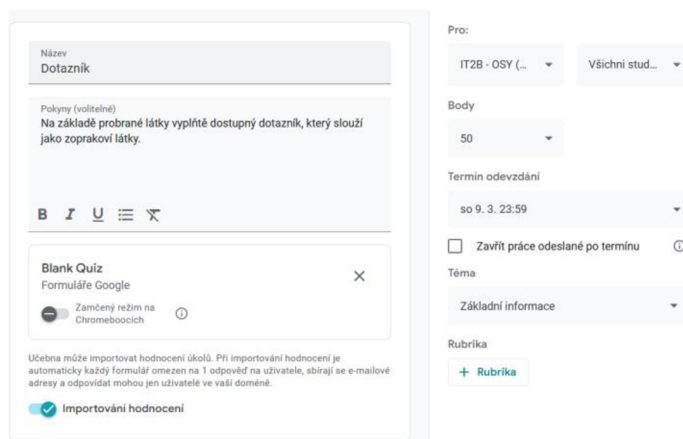 Název
Dotazník
Pokyny (volitelné)
Na základě probrané látky vyplňtě dostupný dotazník, který slouží
jako zoprakoví látky.
B I U
Blank Quiz
Formuláře Google
Zamčený režim na
Chromeboocích
Učebna může importovat hodnocení úkolů. Při importování hodnocení je
automaticky každý formulář omezen na 1 odpověď na uživatele, sbírají se e-mailové
adresy a odpovídat mohou jen uživatelé ve vaší doméně.
Importování hodnocení
Pro:
IT2B - OSY (...
Všichni stud...
Body
50
Termín odevzdání
so 9. 3. 23:59
Zavřít práce odeslané po termínu
Téma
Základní informace
Rubrika
+ Rubrika